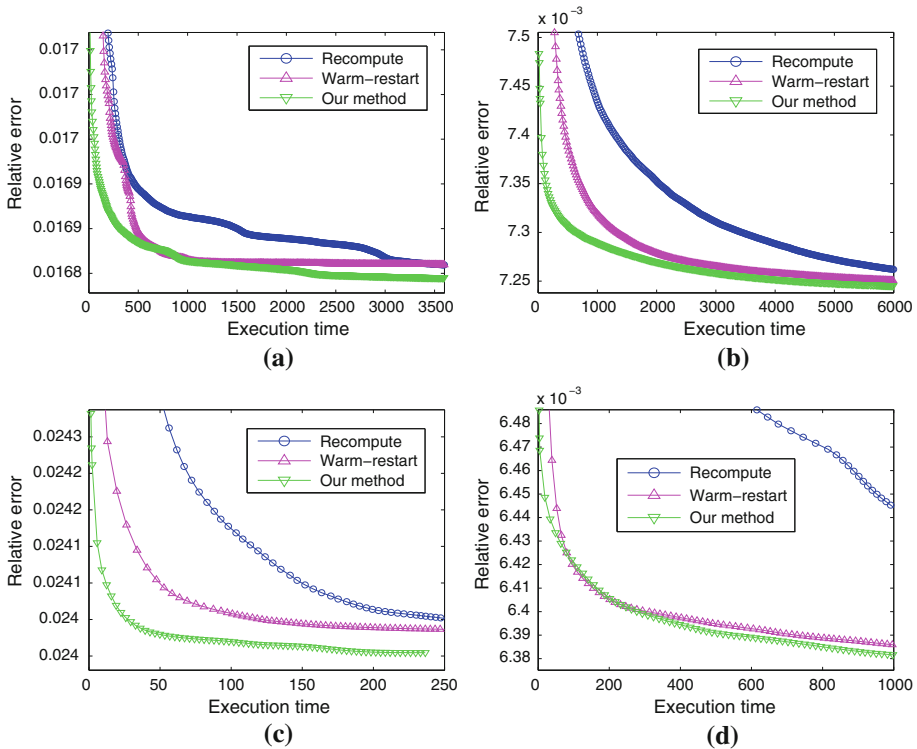 0.017
0.017
0.017
0.0169
0.0169
0.0168
Relative error
Recompute
Warm-restart
Our method
0 500 1000 1500 2000 2500 3000 3500
Execution time
(a)
x 10⁻³
7.5
7.45
7.4
7.35
7.3
7.25
Relative error
Recompute
Warm-restart
Our method
0 1000 2000 3000 4000 5000 6000
Execution time
(b)
0.0243
0.0242
0.0242
0.0241
0.0241
0.024
0.024
Relative error
Recompute
Warm-restart
Our method
0 50 100 150 200 250
Execution time
(c)
x 10⁻³
6.48
6.47
6.46
6.45
6.44
6.43
6.42
6.41
6.4
6.39
6.38
Relative error
Recompute
Warm-restart
Our method
0 200 400 600 800 1000
Execution time
(d)